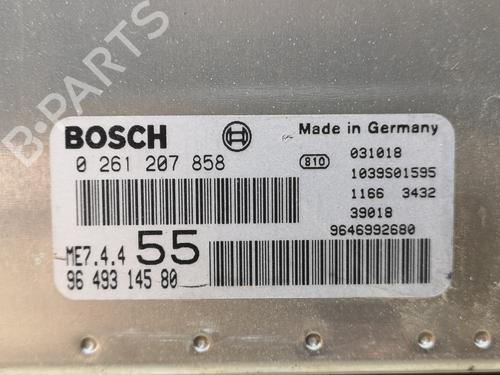 B-PARTS
BOSCH
Made in Germany
0 261 207 858
810
031018
1039S01595
1166 3432
39018
9646992680
ME7.4.4 55
96 493 145 80